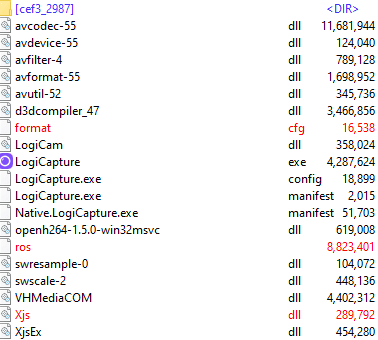 [cef3_2987] <DIR>
avcodec-55 dll 11,681,944
avdevice-55 dll 124,040
avfilter-4 dll 789,128
avformat-55 dll 1,698,952
avutil-52 dll 345,736
d3dcompiler_47 dll 3,466,856
format cfg 16,538
LogiCam dll 358,024
LogiCapture exe 4,287,624
LogiCapture.exe config 18,899
LogiCapture.exe manifest 2,015
Native.LogiCapture.exe manifest 51,703
openh264-1.5.0-win32msvc dll 619,008
ros 8,823,401
swresample-0 dll 104,072
swscale-2 dll 448,136
VHMediaCOM dll 4,402,312
Xjs dll 289,792
XjsEx dll 454,280